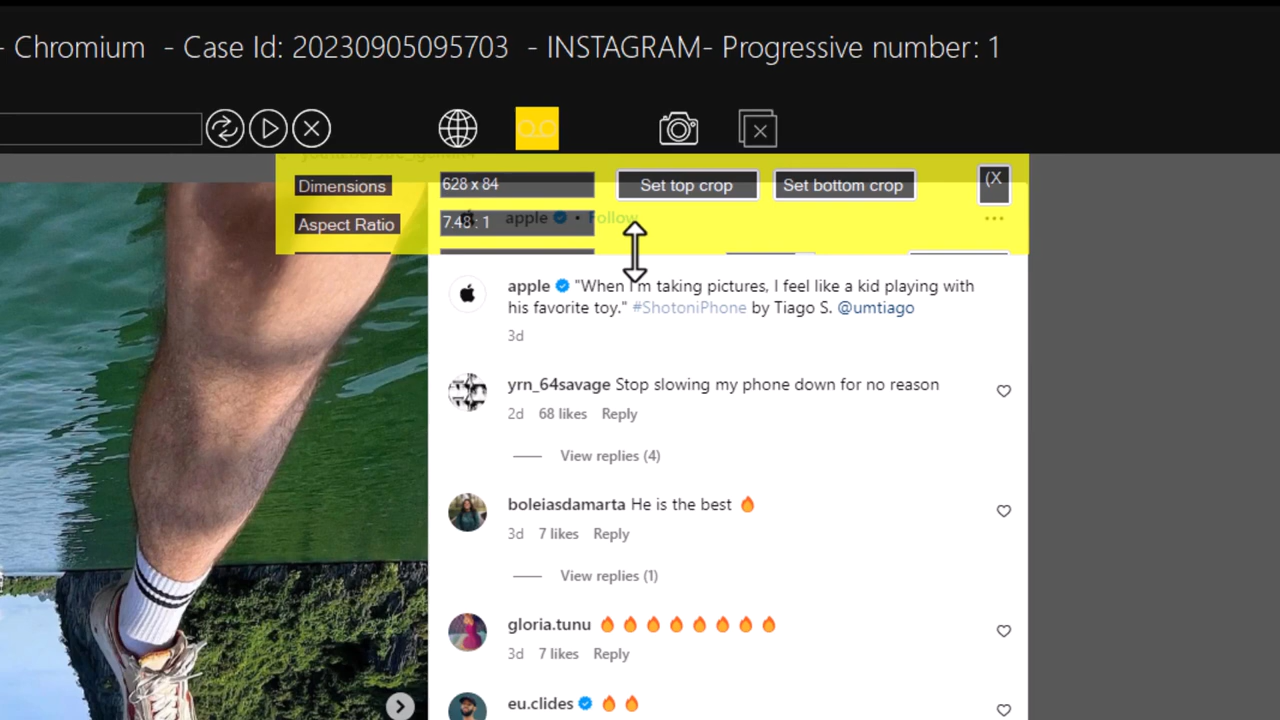 - Chromium - Case Id: 20230905095703 - INSTAGRAM- Progressive number: 1
Dimensions 628 x 84 Set top crop Set bottom crop (X
Aspect Ratio 7.48 : 1 apple • Follow
apple "When I'm taking pictures, I feel like a kid playing with
his favorite toy." #ShotoniPhone by Tiago S. @umtiago
3d
yrn_64savage Stop slowing my phone down for no reason
2d 68 likes Reply
View replies (4)
boleiasdamarta He is the best 🔥
3d 7 likes Reply
View replies (1)
gloria.tunu 🔥🔥🔥🔥🔥🔥🔥🔥
3d 7 likes Reply
eu.clides 🔥🔥